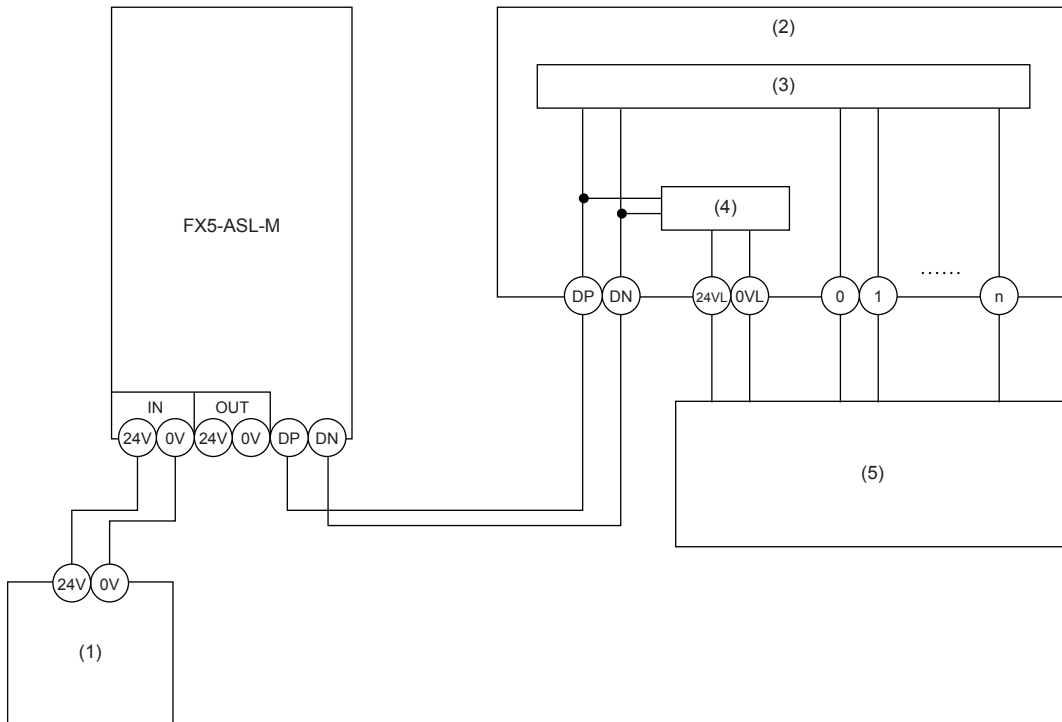 (2)
(3)
FX5-ASL-M
(4)
DP DN 24VL 0VL 0 1 ...... n
IN OUT
24V 0V 24V 0V DP DN
(5)
24V 0V
(1)